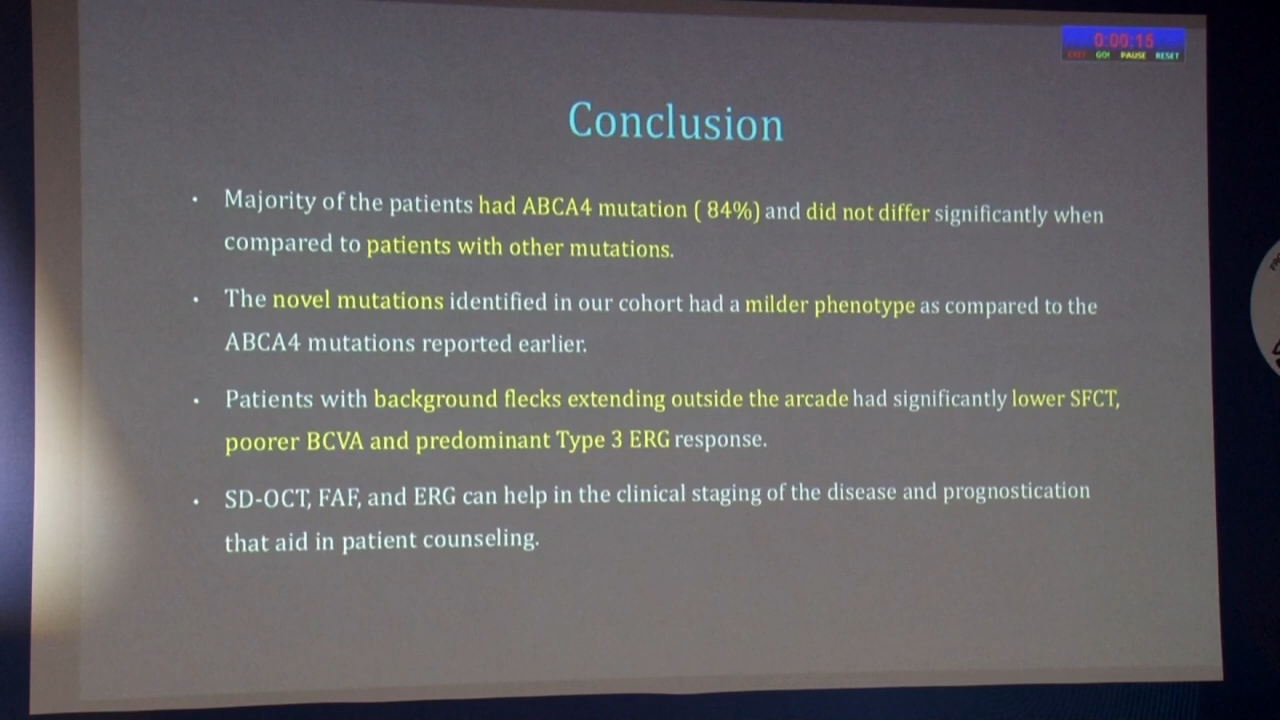 0:00:15
EXIT GO! PAUSE RESET
Conclusion
• Majority of the patients had ABCA4 mutation ( 84%) and did not differ significantly when
compared to patients with other mutations.
• The novel mutations identified in our cohort had a milder phenotype as compared to the
ABCA4 mutations reported earlier.
• Patients with background flecks extending outside the arcade had significantly lower SFCT,
poorer BCVA and predominant Type 3 ERG response.
• SD-OCT, FAF, and ERG can help in the clinical staging of the disease and prognostication
that aid in patient counseling.